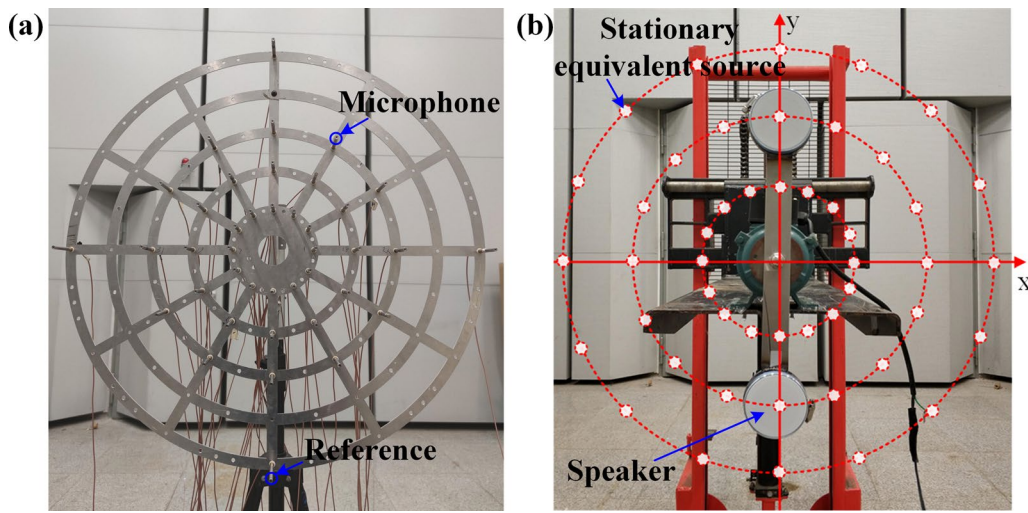 (a)
Microphone
Reference
(b)
y
Stationary
equivalent source
x
Speaker